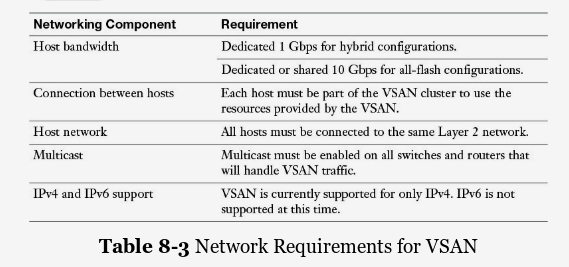 Networking Component Requirement
Host bandwidth Dedicated 1 Gbps for hybrid configurations.
Dedicated or shared 10 Gbps for all-flash configurations.
Connection between hosts Each host must be part of the VSAN cluster to use the
resources provided by the VSAN.
Host network All hosts must be connected to the same Layer 2 network.
Multicast Multicast must be enabled on all switches and routers that
will handle VSAN traffic.
IPv4 and IPv6 support VSAN is currently supported for only IPv4. IPv6 is not
supported at this time.
Table 8-3 Network Requirements for VSAN